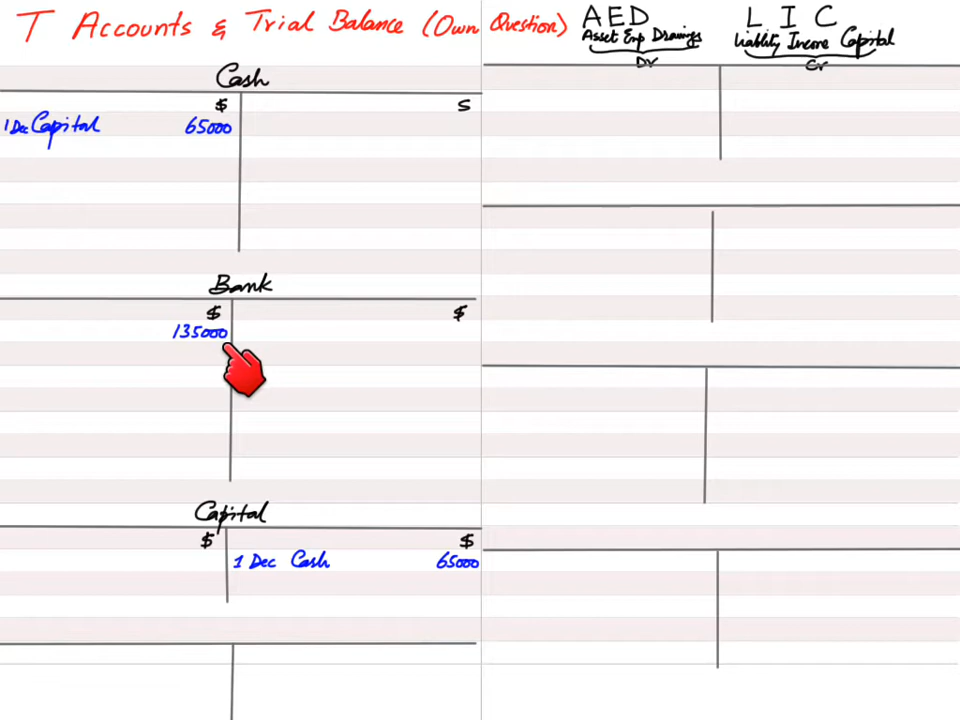 T Accounts & Trial Balance (Own Question)
AED
Asset Exp Drawings
Dr
L I C
Liability Income Capital
Cr
Cash
$ $
1 Dec Capital 65000
Bank
$ $
135000
Capital
$ $
1 Dec Cash 65000